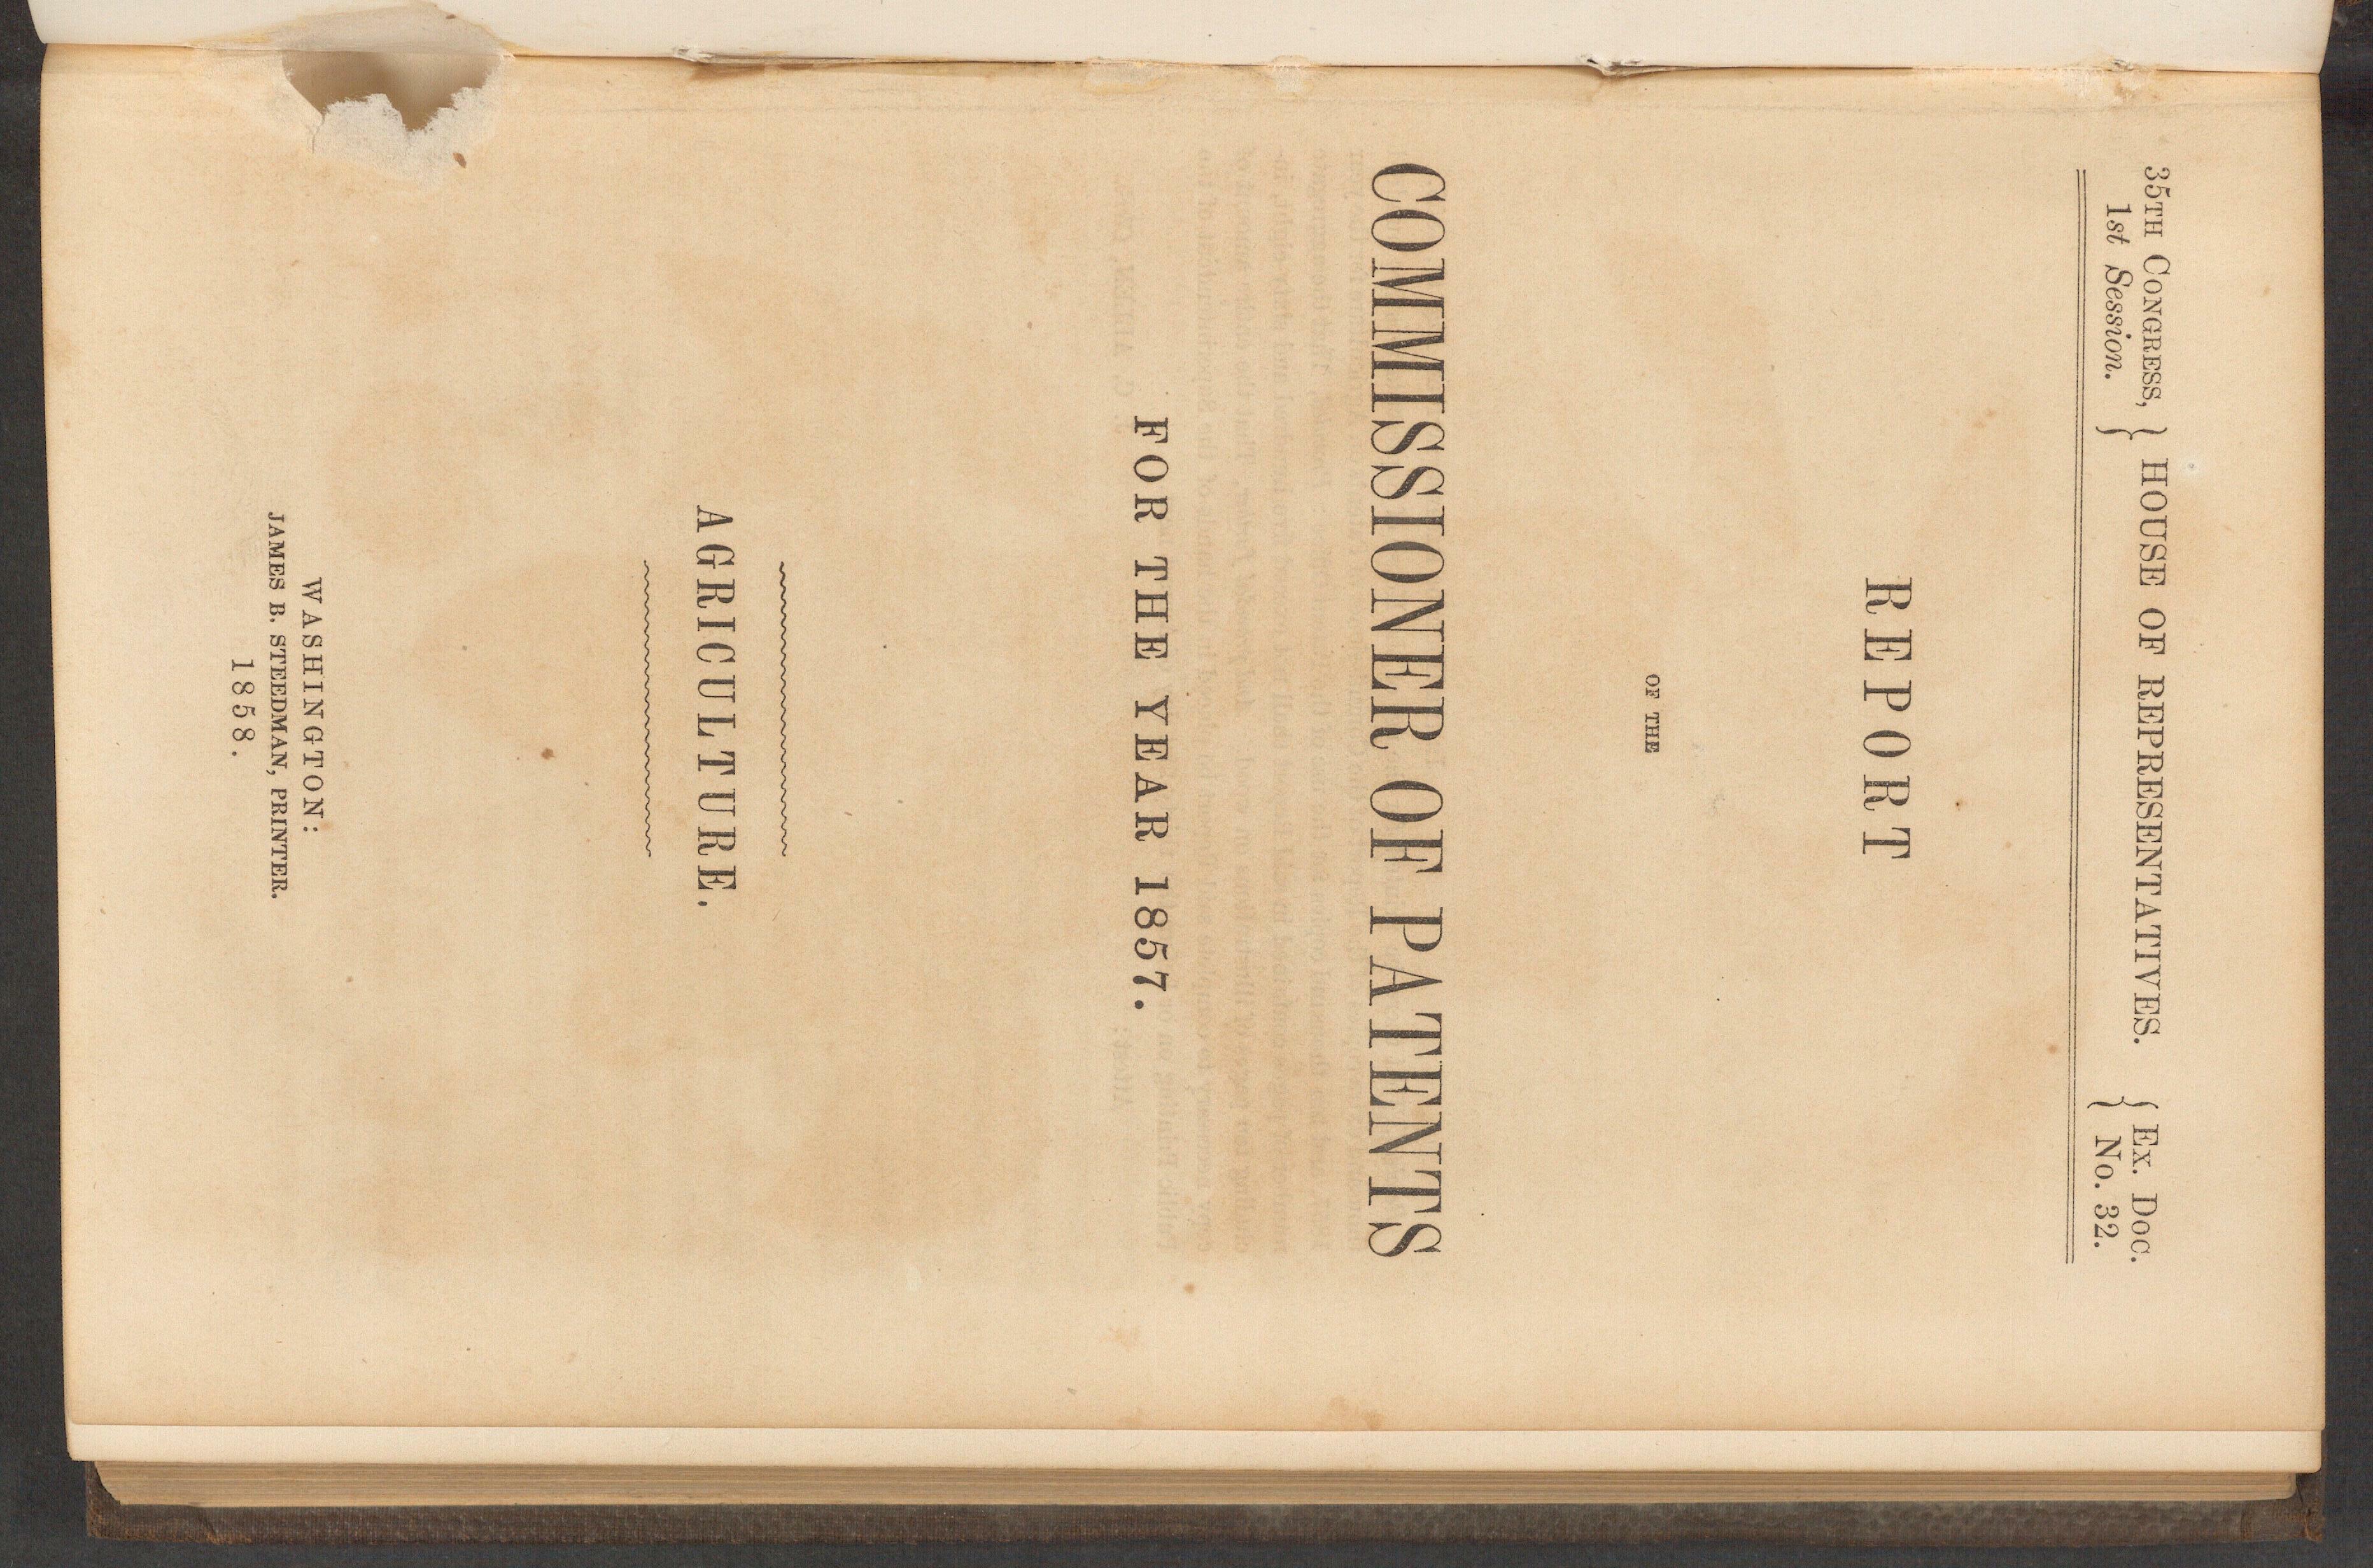 35TH CONGRESS, } HOUSE OF REPRESENTATIVES. { Ex. Doc.
1st Session. } } No. 32.
REPORT
OF THE
COMMISSIONER OF PATENTS
FOR THE YEAR 1857.
AGRICULTURE.
WASHINGTON:
JAMES B. STEEDMAN, PRINTER.
1858.